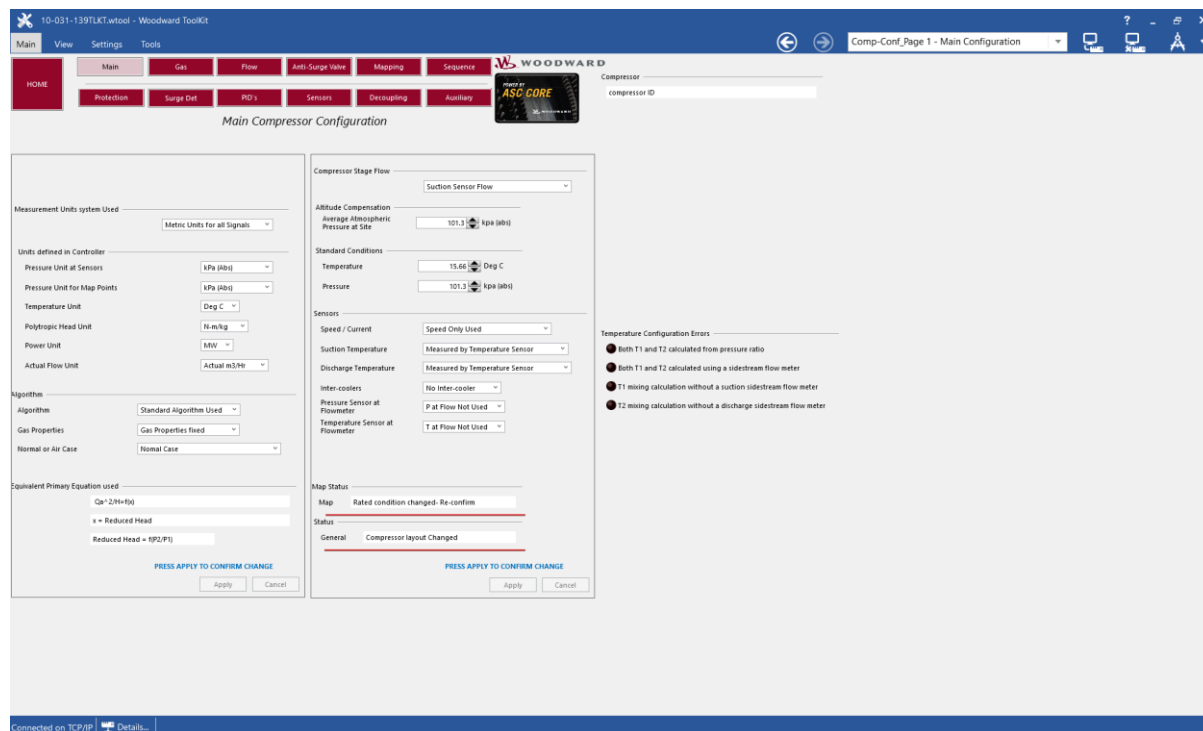 10-031-139TLKT.wtool - Woodward ToolKit
? _
Main View Settings Tools
Comp-Conf_Page 1 - Main Configuration
HOME
Main Gas Flow Anti-Surge Valve Mapping Sequence
Protection Surge Det PID's Sensors Decoupling Auxiliary
WOODWARD
POWER BY
ASC CORE
WOODWARD
Main Compressor Configuration
Compressor
compressor ID
Measurement Units system Used
Metric Units for all Signals
Units defined in Controller
Pressure Unit at Sensors kPa (Abs)
Pressure Unit for Map Points kPa (Abs)
Temperature Unit Deg C
Polytropic Head Unit N-m/kg
Power Unit MW
Actual Flow Unit Actual m3/Hr
Algorithm
Algorithm Standard Algorithm Used
Gas Properties Gas Properties fixed
Normal or Air Case Nomal Case
Equivalent Primary Equation used
Qa^2/H=f(x)
x = Reduced Head
Reduced Head = f(P2/P1)
PRESS APPLY TO CONFIRM CHANGE
Apply Cancel
Compressor Stage Flow
Suction Sensor Flow
Altitude Compensation
Average Atmospheric
Pressure at Site 101.3 kpa (abs)
Standard Conditions
Temperature 15.66 Deg C
Pressure 101.3 kpa (abs)
Sensors
Speed / Current Speed Only Used
Suction Temperature Measured by Temperature Sensor
Discharge Temperature Measured by Temperature Sensor
Inter-coolers No Inter-cooler
Pressure Sensor at
Flowmeter P at Flow Not Used
Temperature Sensor at
Flowmeter T at Flow Not Used
Map Status
Map Rated condition changed- Re-confirm
Status
General Compressor layout Changed
PRESS APPLY TO CONFIRM CHANGE
Apply Cancel
Temperature Configuration Errors
Both T1 and T2 calculated from pressure ratio
Both T1 and T2 calculated using a sidestream flow meter
T1 mixing calculation without a suction sidestream flow meter
T2 mixing calculation without a discharge sidestream flow meter
Connected on TCP/IP Details...